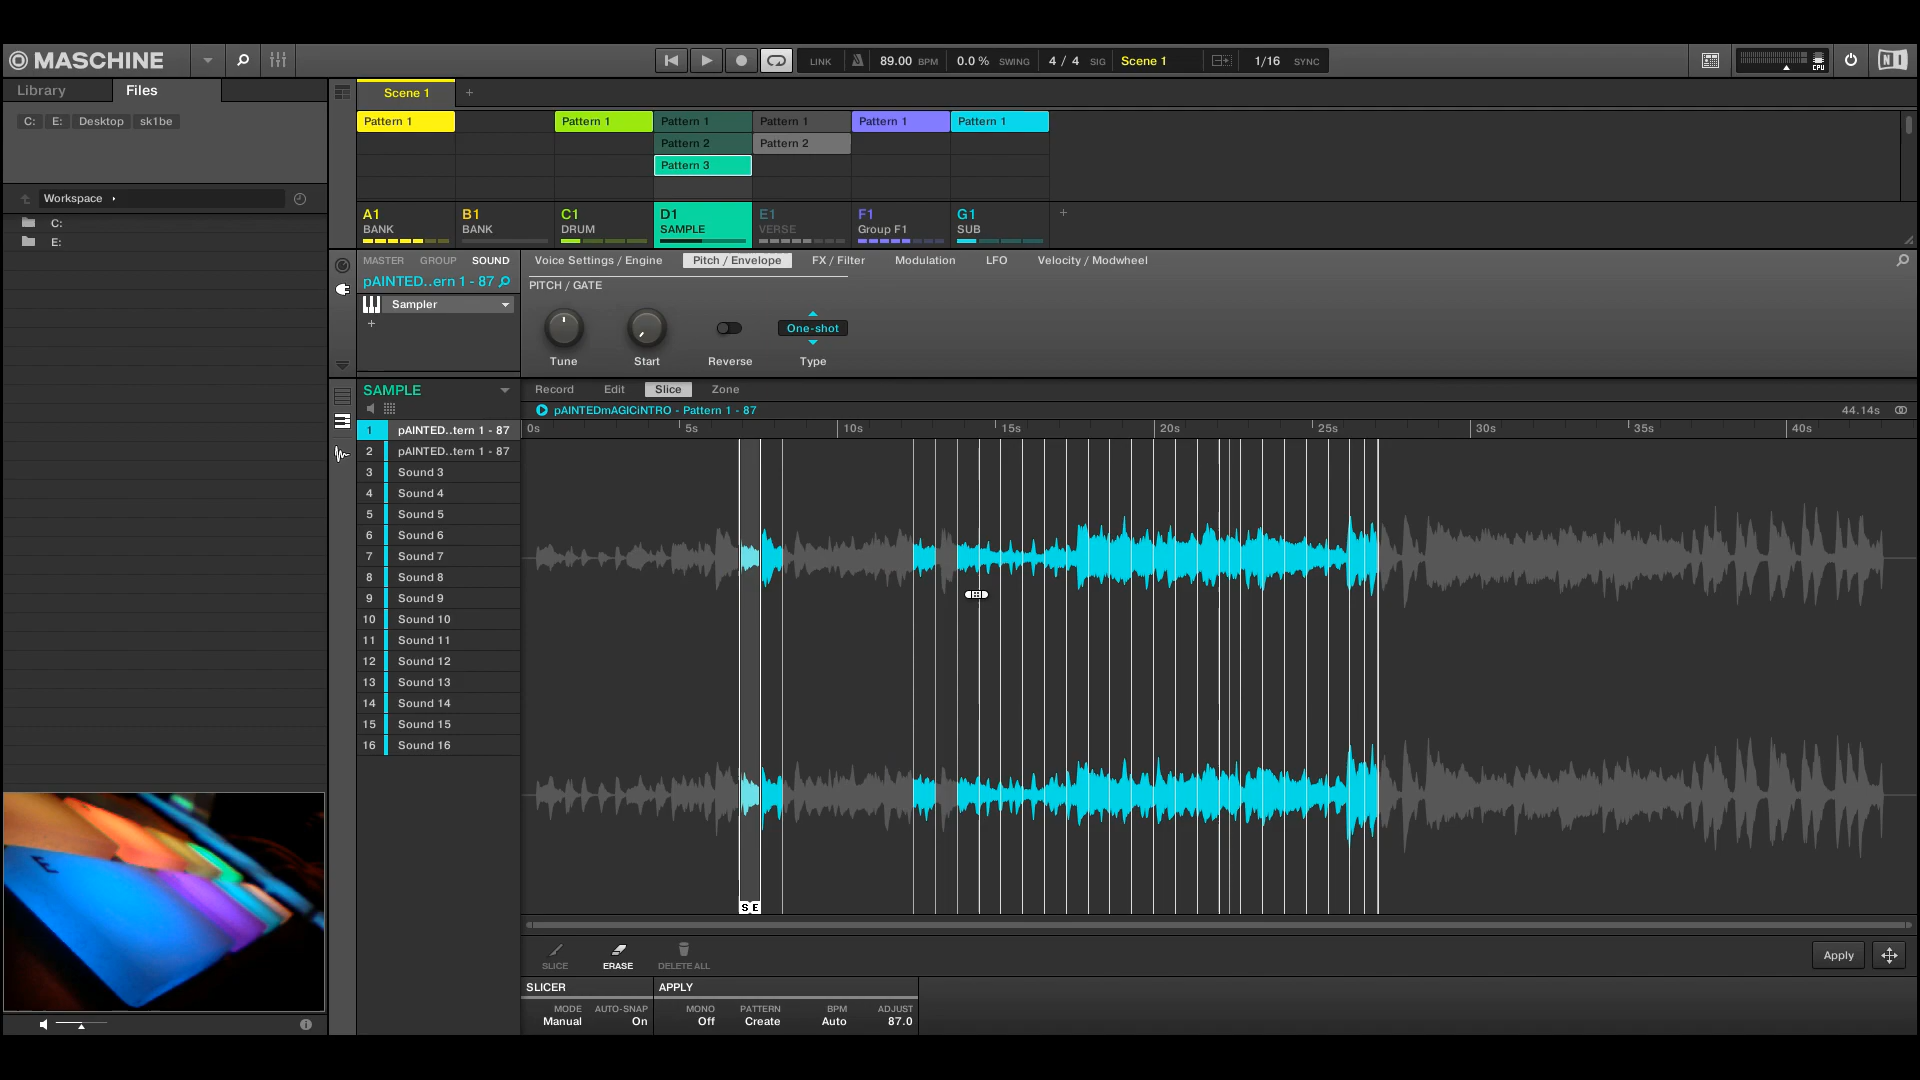 MASCHINE
LINK 89.00 BPM 0.0 % SWING 4 / 4 SIG Scene 1 1/16 SYNC CPU
Library Files
C: E: Desktop sk1be
Workspace
C:
E:
Scene 1 +
Pattern 1 Pattern 1 Pattern 1 Pattern 1 Pattern 1 Pattern 1
Pattern 2 Pattern 2
Pattern 3
A1 B1 C1 D1 E1 F1 G1 +
BANK BANK DRUM SAMPLE VERSE Group F1 SUB
MASTER GROUP SOUND
pAINTED..ern 1 - 87
Sampler
+
Voice Settings / Engine Pitch / Envelope FX / Filter Modulation LFO Velocity / Modwheel
PITCH / GATE
One-shot
Tune Start Reverse Type
SAMPLE
Record Edit Slice Zone
pAINTEDmAGICiNTRO - Pattern 1 - 87 44.14s
0s 5s 10s 15s 20s 25s 30s 35s 40s
1 pAINTED..tern 1 - 87
2 pAINTED..tern 1 - 87
3 Sound 3
4 Sound 4
5 Sound 5
6 Sound 6
7 Sound 7
8 Sound 8
9 Sound 9
10 Sound 10
11 Sound 11
12 Sound 12
13 Sound 13
14 Sound 14
15 Sound 15
16 Sound 16
S E
SLICE ERASE DELETE ALL Apply
SLICER APPLY
MODE AUTO-SNAP MONO PATTERN BPM ADJUST
Manual On Off Create Auto 87.0